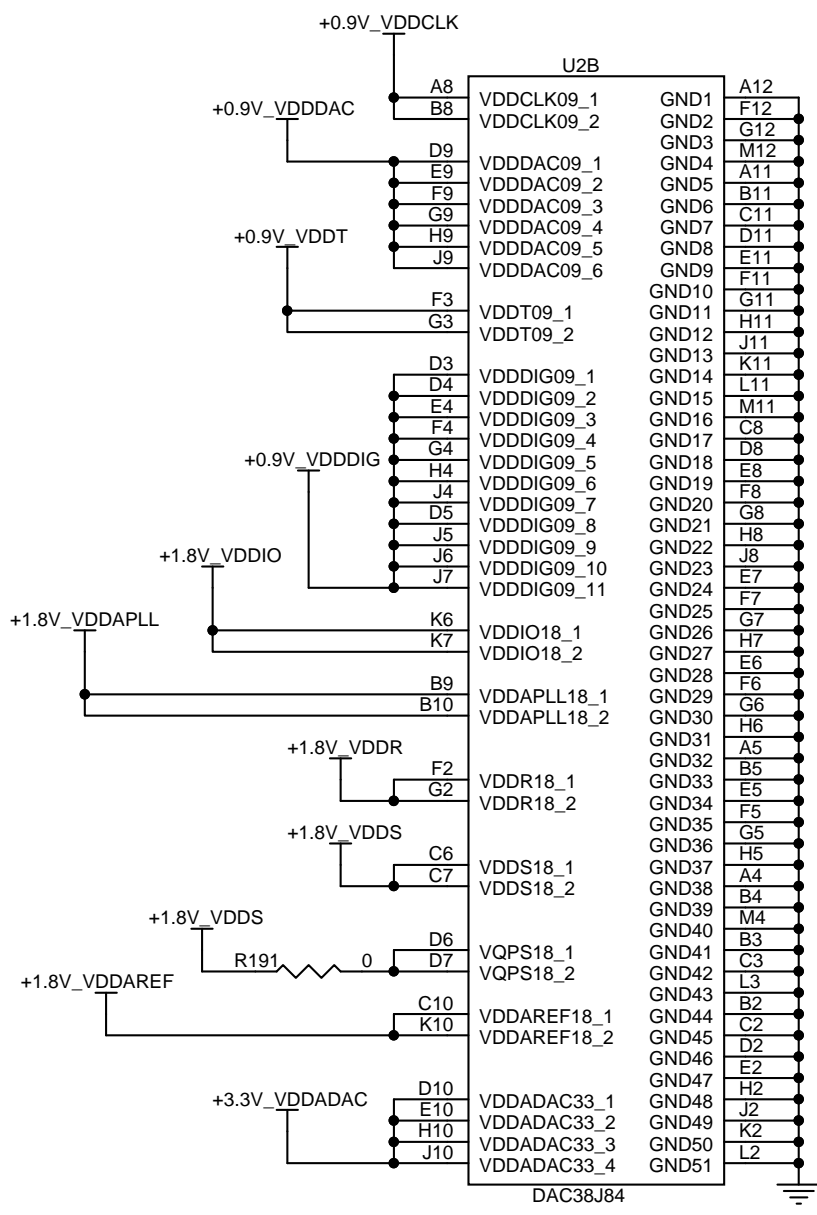 U2B
+0.9V_VDDCLK
A8 VDDCLK09_1
B8 VDDCLK09_2
+0.9V_VDDDAC
D9 VDDDAC09_1
E9 VDDDAC09_2
F9 VDDDAC09_3
G9 VDDDAC09_4
H9 VDDDAC09_5
J9 VDDDAC09_6
+0.9V_VDDT
F3 VDDT09_1
G3 VDDT09_2
+0.9V_VDDDIG
D3 VDDDIG09_1
D4 VDDDIG09_2
E4 VDDDIG09_3
F4 VDDDIG09_4
G4 VDDDIG09_5
H4 VDDDIG09_6
J4 VDDDIG09_7
D5 VDDDIG09_8
J5 VDDDIG09_9
J6 VDDDIG09_10
J7 VDDDIG09_11
+1.8V_VDDIO
K6 VDDIO18_1
K7 VDDIO18_2
+1.8V_VDDAPLL
B9 VDDAPLL18_1
B10 VDDAPLL18_2
+1.8V_VDDR
F2 VDDR18_1
G2 VDDR18_2
+1.8V_VDDS
C6 VDDS18_1
C7 VDDS18_2
+1.8V_VDDS
R191 0
D6 VQPS18_1
D7 VQPS18_2
+1.8V_VDDAREF
C10 VDDAREF18_1
K10 VDDAREF18_2
+3.3V_VDDADAC
D10 VDDADAC33_1
E10 VDDADAC33_2
H10 VDDADAC33_3
J10 VDDADAC33_4
GND1 A12
GND2 F12
GND3 G12
GND4 M12
GND5 A11
GND6 B11
GND7 C11
GND8 D11
GND9 E11
GND10 F11
GND11 G11
GND12 H11
GND13 J11
GND14 K11
GND15 L11
GND16 M11
GND17 C8
GND18 D8
GND19 E8
GND20 F8
GND21 G8
GND22 H8
GND23 J8
GND24 E7
GND25 F7
GND26 G7
GND27 H7
GND28 E6
GND29 F6
GND30 G6
GND31 H6
GND32 A5
GND33 B5
GND34 E5
GND35 F5
GND36 G5
GND37 H5
GND38 A4
GND39 B4
GND40 M4
GND41 B3
GND42 C3
GND43 L3
GND44 B2
GND45 C2
GND46 D2
GND47 E2
GND48 H2
GND49 J2
GND50 K2
GND51 L2
DAC38J84